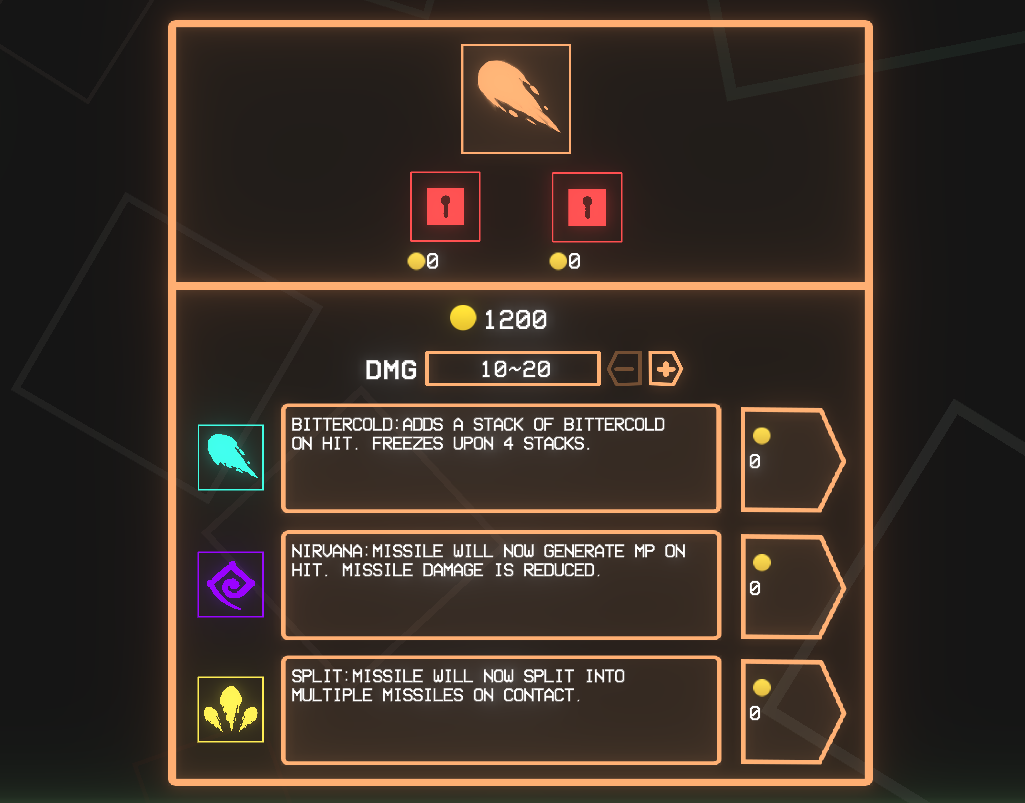 0 0
1200
DMG 10~20
BITTERCOLD:ADDS A STACK OF BITTERCOLD
ON HIT. FREEZES UPON 4 STACKS.
0
NIRVANA:MISSILE WILL NOW GENERATE MP ON
HIT. MISSILE DAMAGE IS REDUCED.
0
SPLIT:MISSILE WILL NOW SPLIT INTO
MULTIPLE MISSILES ON CONTACT.
0